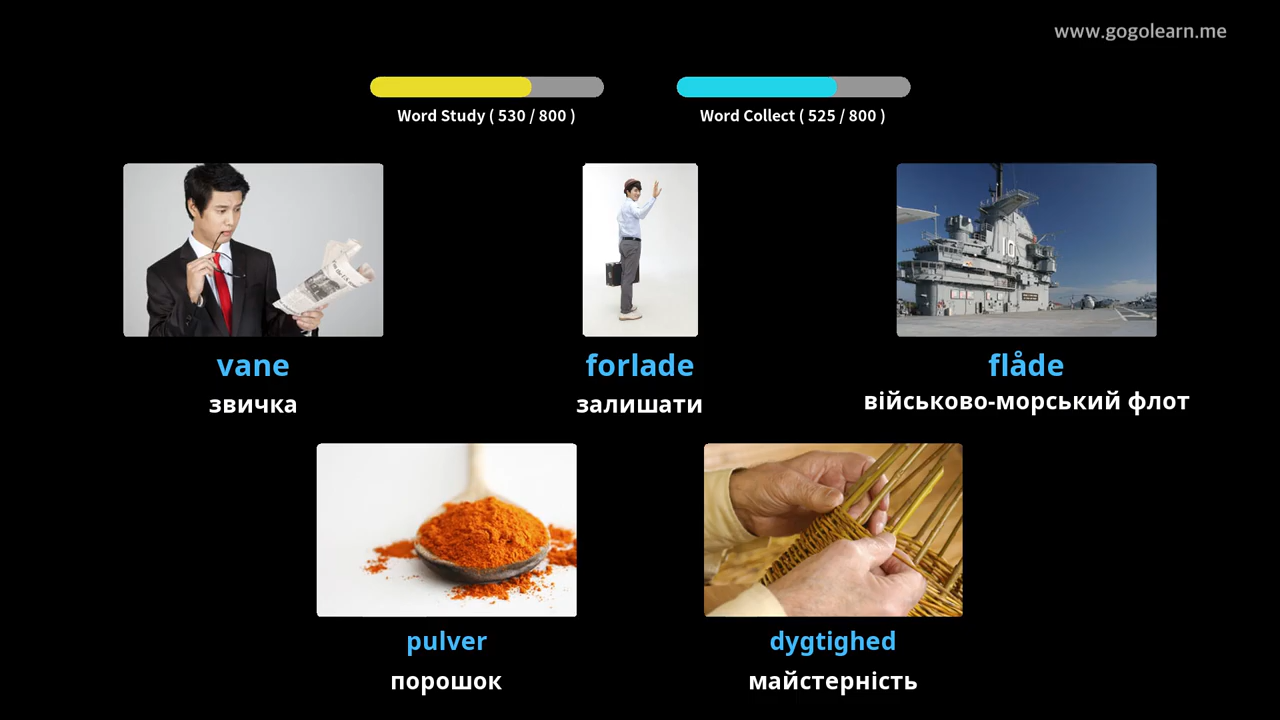 www.gogolearn.me
Word Study ( 530 / 800 )
Word Collect ( 525 / 800 )
vane
звичка
forlade
залишати
flåde
військово-морський флот
pulver
порошок
dygtighed
майстерність